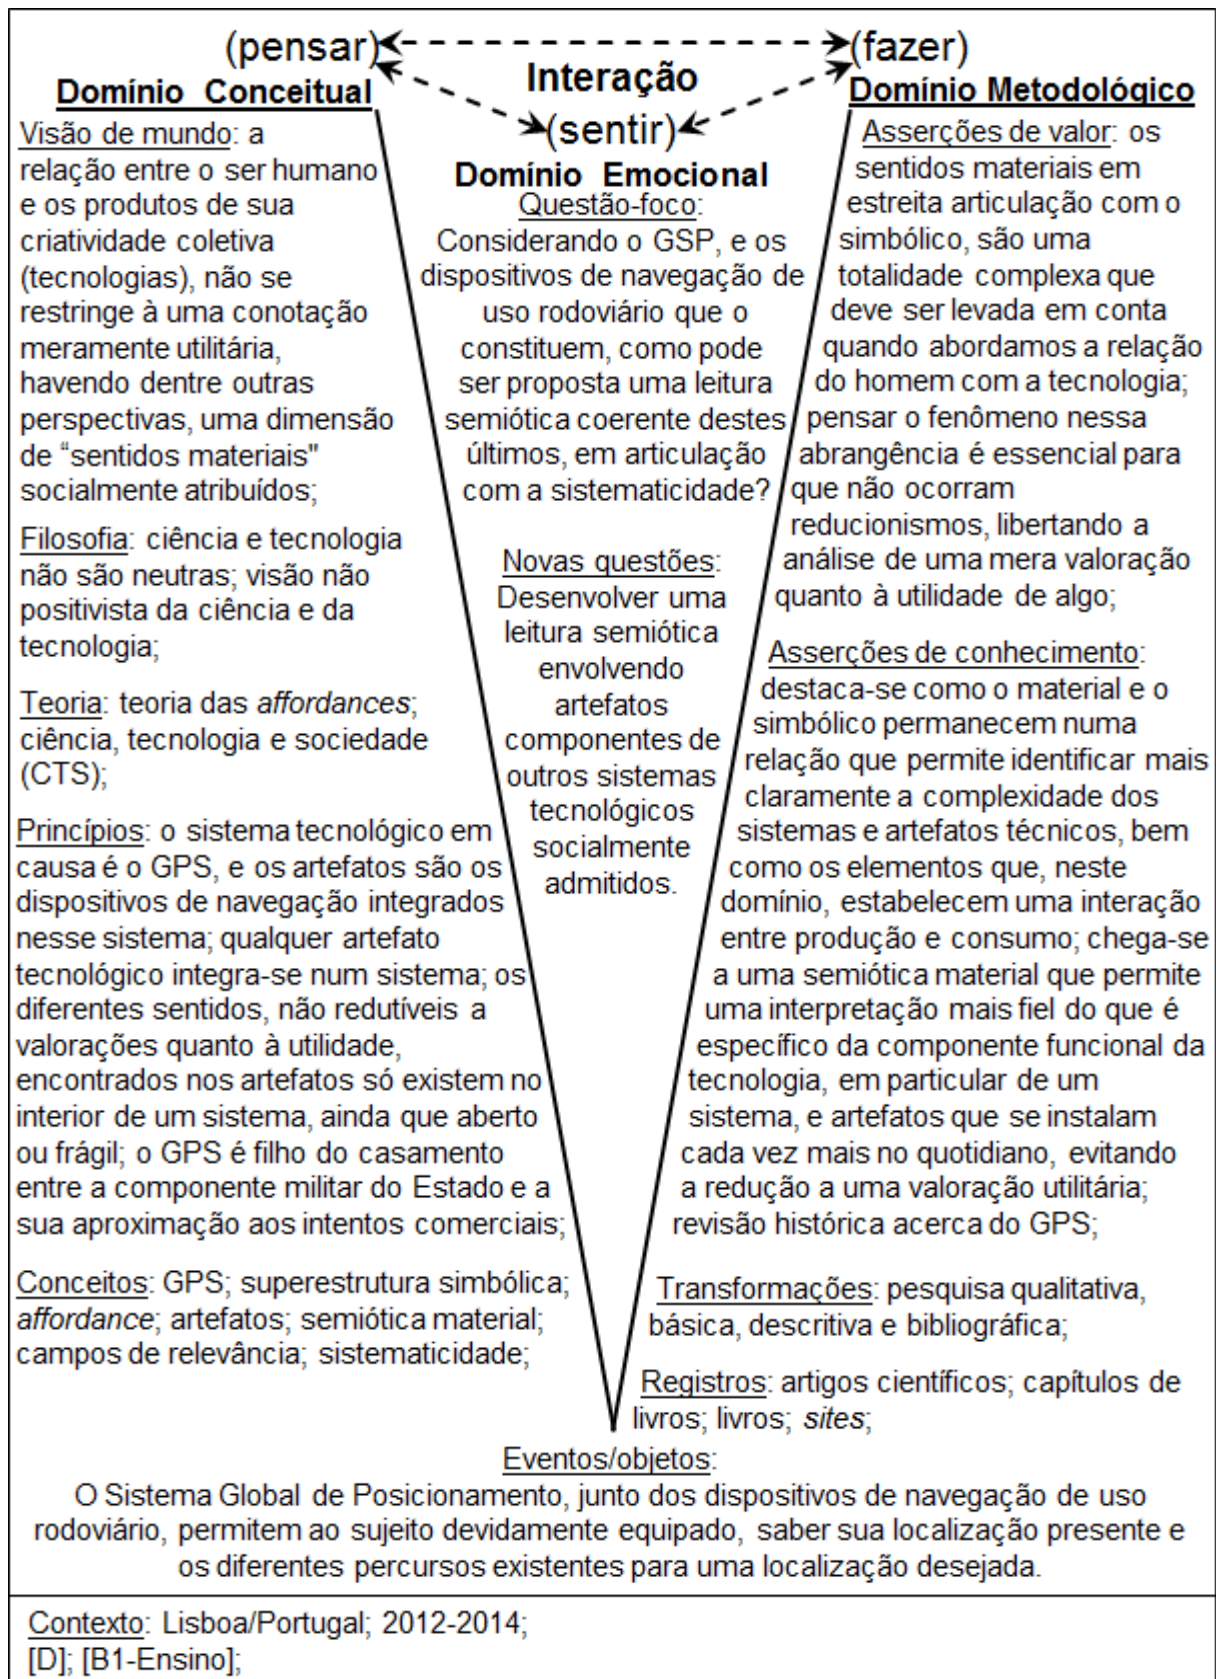 (pensar)
(fazer)
Interação
Domínio Conceitual
Domínio Metodológico
(sentir)
Domínio Emocional
Visão de mundo: a
relação entre o ser humano
e os produtos de sua
criatividade coletiva
(tecnologias), não se
restringe à uma conotação
meramente utilitária,
havendo dentre outras
perspectivas, uma dimensão
de “sentidos materiais"
socialmente atribuídos;
Filosofia: ciência e tecnologia
não são neutras; visão não
positivista da ciência e da
tecnologia;
Teoria: teoria das affordances;
ciência, tecnologia e sociedade
(CTS);
Princípios: o sistema tecnológico em
causa é o GPS, e os artefatos são os
dispositivos de navegação integrados
nesse sistema; qualquer artefato
tecnológico integra-se num sistema; os
diferentes sentidos, não redutíveis a
valorações quanto à utilidade,
encontrados nos artefatos só existem no
interior de um sistema, ainda que aberto
ou frágil; o GPS é filho do casamento
entre a componente militar do Estado e a
sua aproximação aos intentos comerciais;
Conceitos: GPS; superestrutura simbólica;
affordance; artefatos; semiótica material;
campos de relevância; sistematicidade;
Questão-foco:
Considerando o GSP, e os
dispositivos de navegação de
uso rodoviário que o
constituem, como pode
ser proposta uma leitura
semiótica coerente destes
últimos, em articulação
com a sistematicidade?
Novas questões:
Desenvolver uma
leitura semiótica
envolvendo
artefatos
componentes de
outros sistemas
tecnológicos
socialmente
admitidos.
Asserções de valor: os
sentidos materiais em
estreita articulação com o
simbólico, são uma
totalidade complexa que
deve ser levada em conta
quando abordamos a relação
do homem com a tecnologia;
pensar o fenômeno nessa
abrangência é essencial para
que não ocorram
reducionismos, libertando a
análise de uma mera valoração
quanto à utilidade de algo;
Asserções de conhecimento:
destaca-se como o material e o
simbólico permanecem numa
relação que permite identificar mais
claramente a complexidade dos
sistemas e artefatos técnicos, bem
como os elementos que, neste
domínio, estabelecem uma interação
entre produção e consumo; chega-se
a uma semiótica material que permite
uma interpretação mais fiel do que é
específico da componente funcional da
tecnologia, em particular de um
sistema, e artefatos que se instalam
cada vez mais no quotidiano, evitando
a redução a uma valoração utilitária;
revisão histórica acerca do GPS;
Transformações: pesquisa qualitativa,
básica, descritiva e bibliográfica;
Registros: artigos científicos; capítulos de
livros; livros; sites;
Eventos/objetos:
O Sistema Global de Posicionamento, junto dos dispositivos de navegação de uso
rodoviário, permitem ao sujeito devidamente equipado, saber sua localização presente e
os diferentes percursos existentes para uma localização desejada.
Contexto: Lisboa/Portugal; 2012-2014;
[D]; [B1-Ensino];